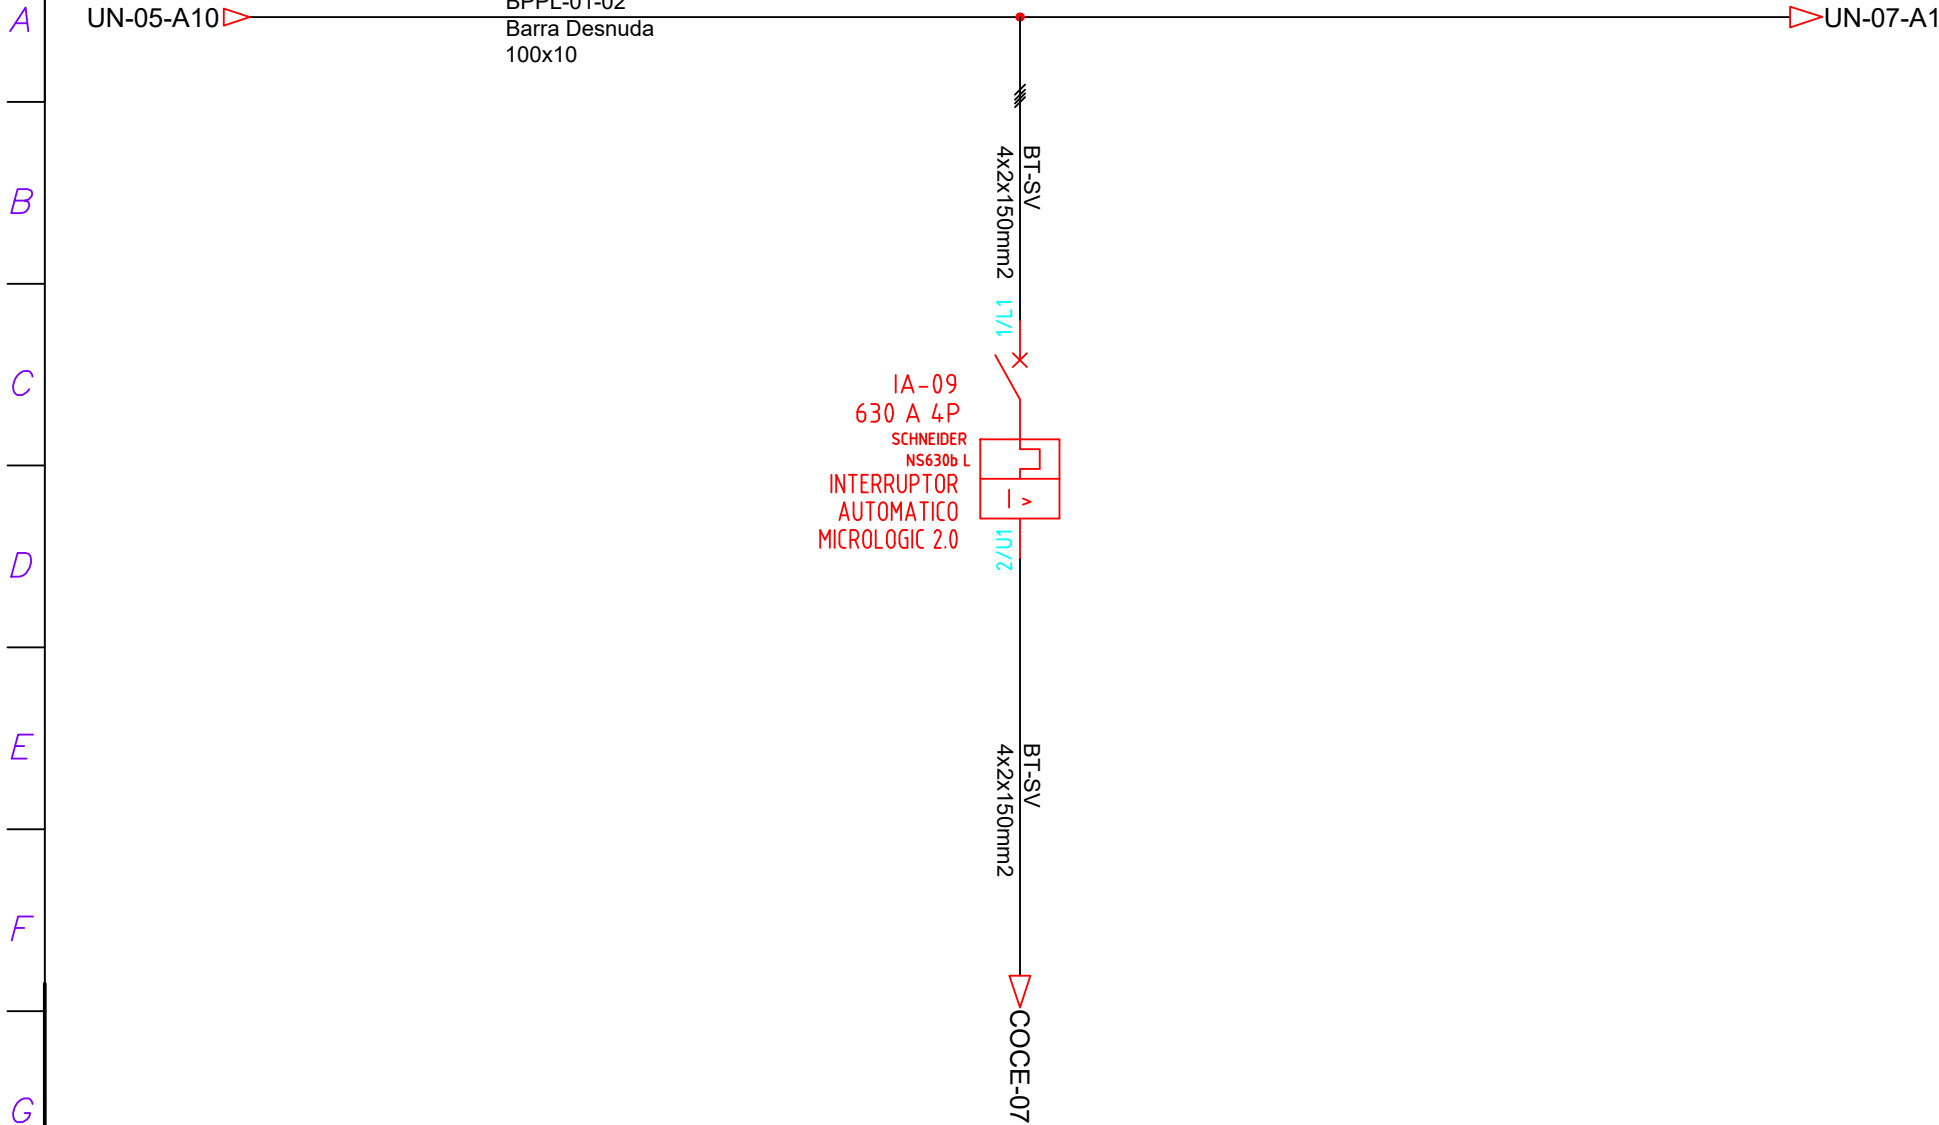 A
UN-05-A10
BPPL-01-02
Barra Desnuda
100x10
UN-07-A1
B
BT-SV
4x2x150mm2
1/L1
C
IA-09
630 A 4P
SCHNEIDER
NS630b L
INTERRUPTOR
AUTOMATICO
MICROLOGIC 2.0
I >
2/U1
D
E
BT-SV
4x2x150mm2
F
COCE-07
G